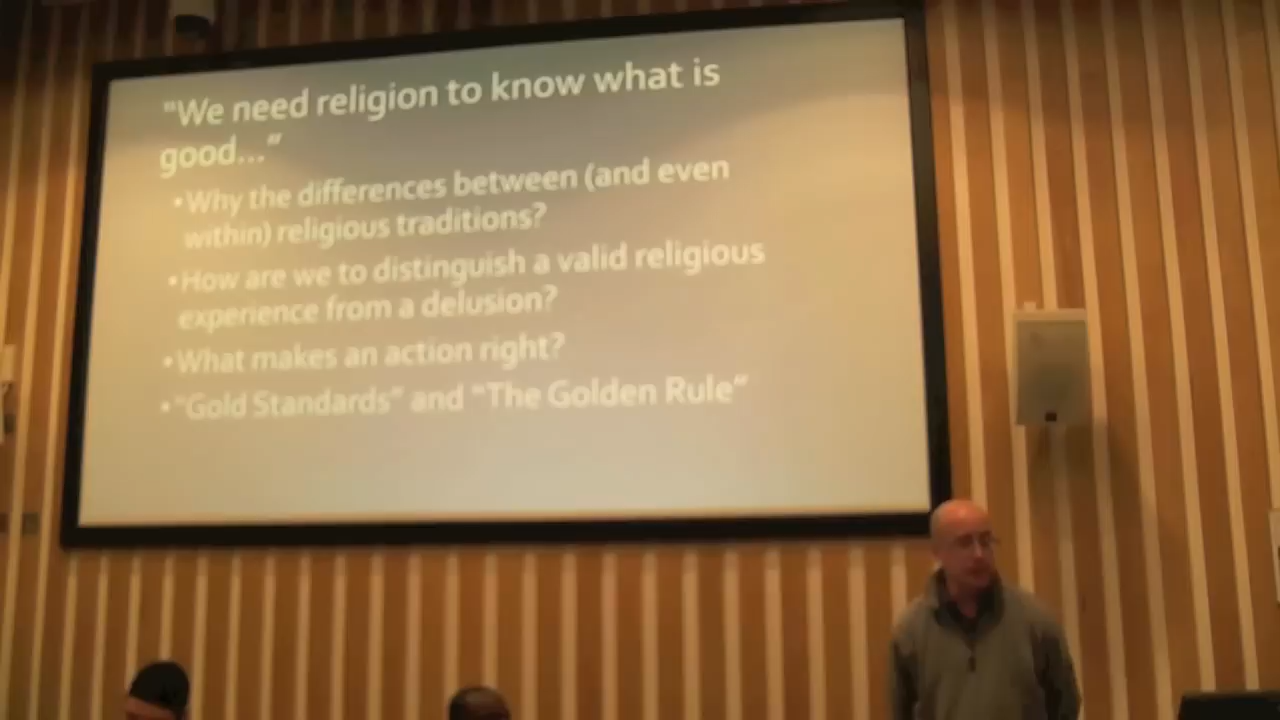 "We need religion to know what is
good..."
•Why the differences between (and even
within) religious traditions?
•How are we to distinguish a valid religious
experience from a delusion?
•What makes an action right?
•"Gold Standards" and "The Golden Rule"